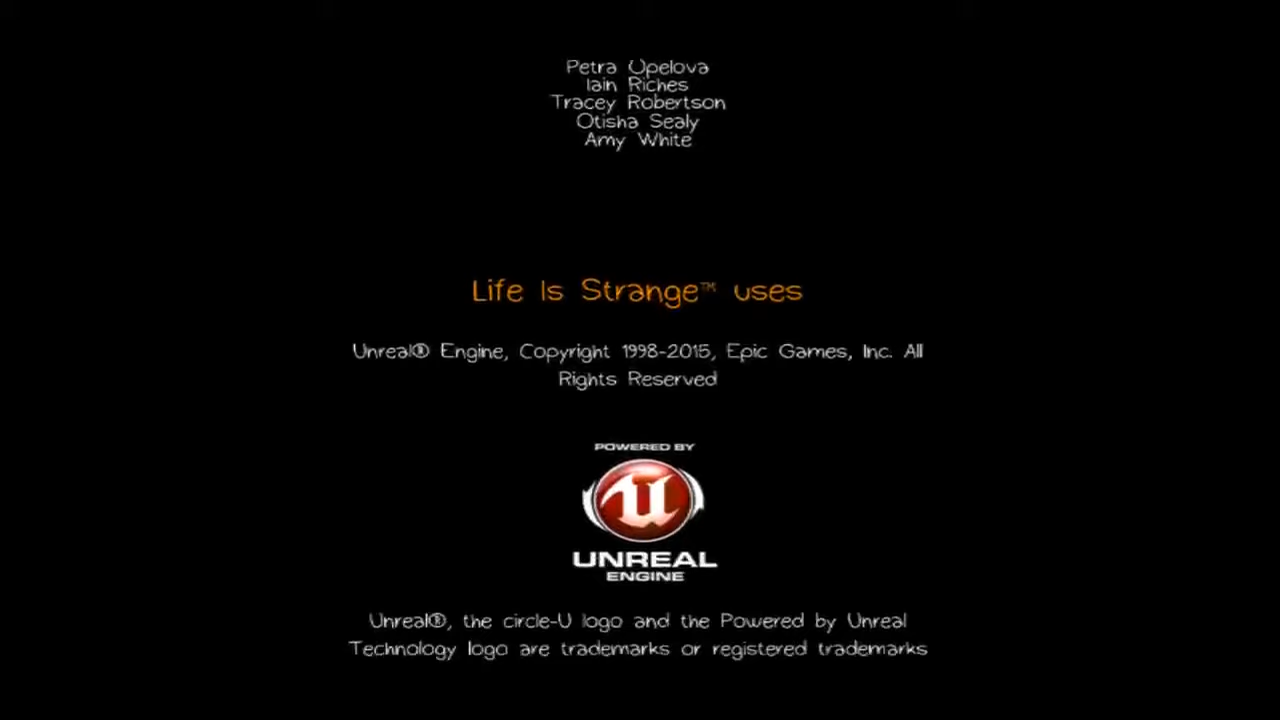 Petra Upelova
Iain Riches
Tracey Robertson
Otisha Sealy
Amy White
Life Is Strange™ uses
Unreal® Engine, Copyright 1998-2015, Epic Games, Inc. All
Rights Reserved
POWERED BY
UNREAL
ENGINE
Unreal®, the circle-U logo and the Powered by Unreal
Technology logo are trademarks or registered trademarks